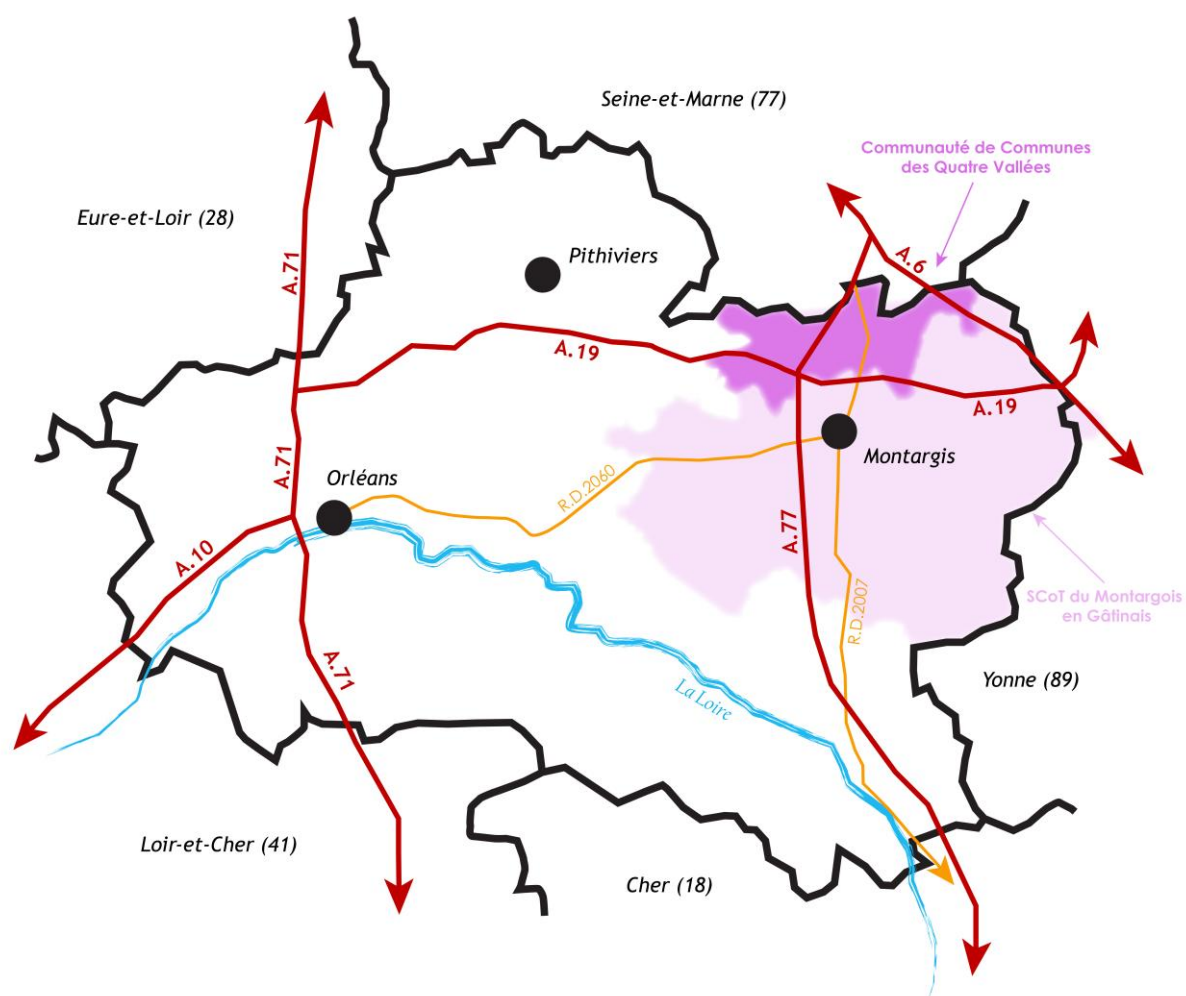 Seine-et-Marne (77)
Communauté de Communes
des Quatre Vallées
Eure-et-Loir (28)
Pithiviers
A.6
A.71
A.19
A.19
Montargis
A.71
Orléans
R.D.2060
A.77
A.10
R.D.2007
SCoT du Montargois
en Gâtinais
A.71
La Loire
Yonne (89)
Loir-et-Cher (41)
Cher (18)